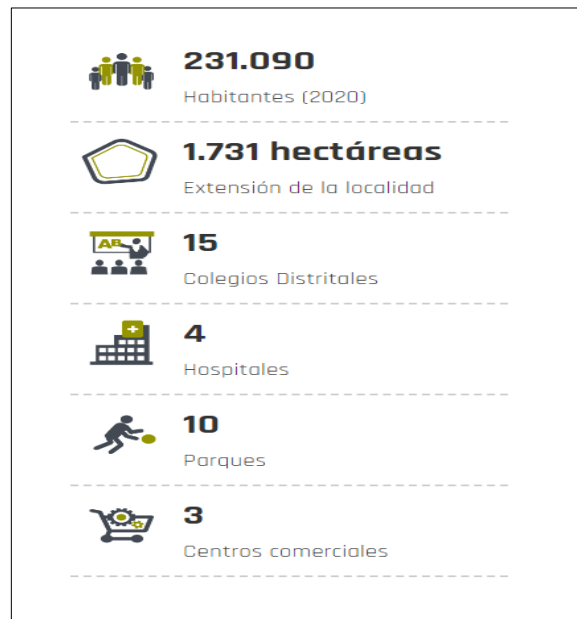 231.090
Habitantes (2020)
1.731 hectáreas
Extensión de la localidad
AB
15
Colegios Distritales
4
Hospitales
10
Parques
3
Centros comerciales